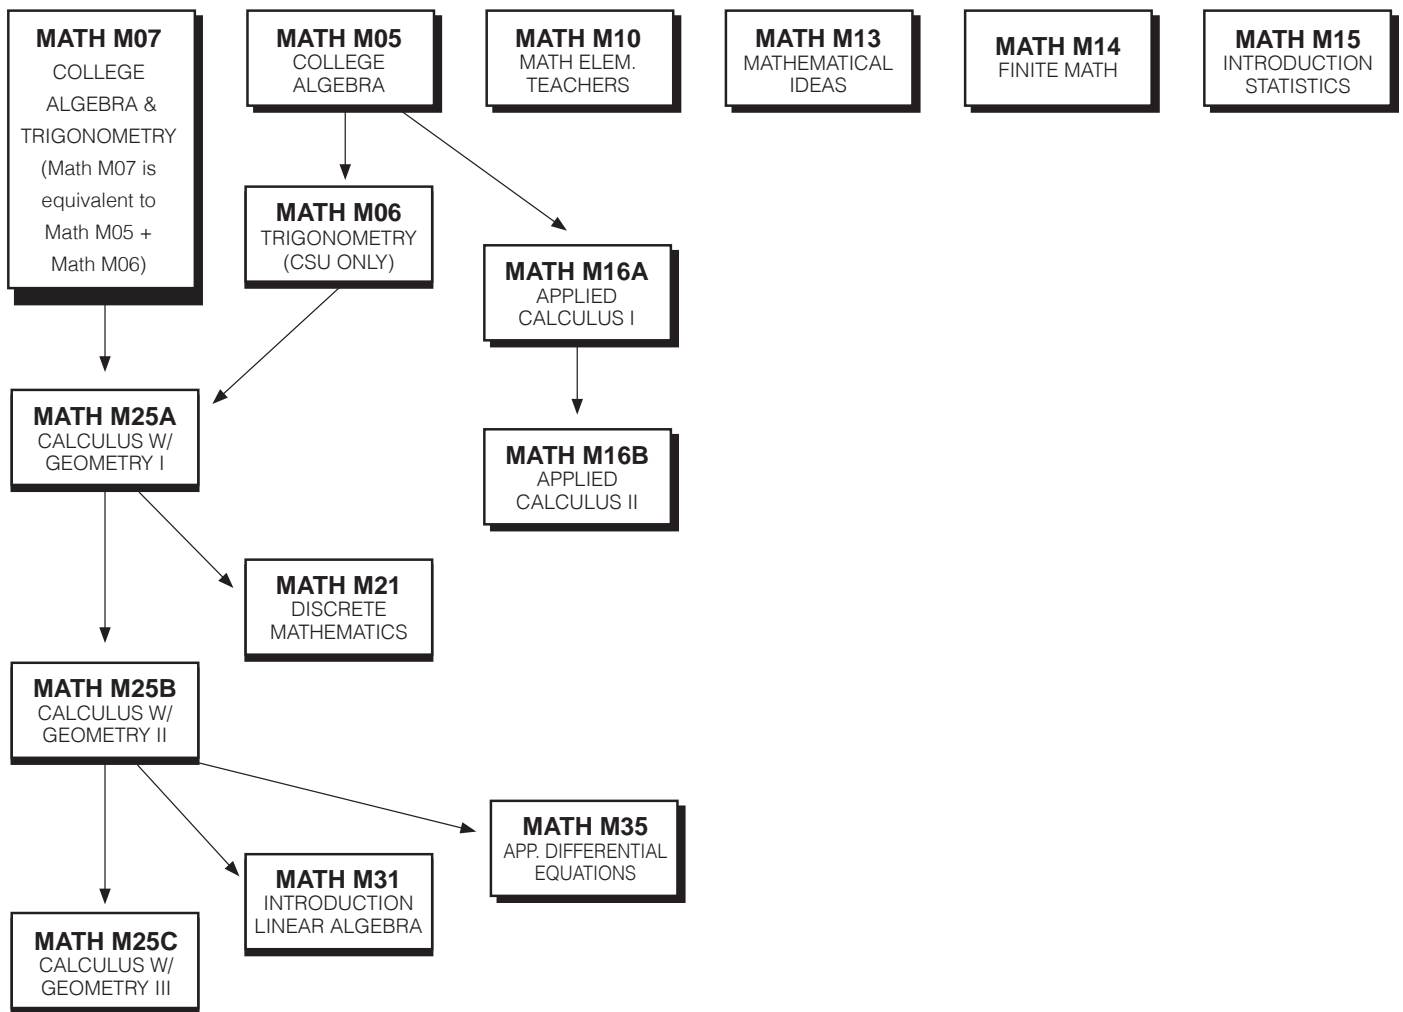 MATH M07
COLLEGE
ALGEBRA &
TRIGONOMETRY
(Math M07 is
equivalent to
Math M05 +
Math M06)
MATH M05
COLLEGE
ALGEBRA
MATH M10
MATH ELEM.
TEACHERS
MATH M13
MATHEMATICAL
IDEAS
MATH M14
FINITE MATH
MATH M15
INTRODUCTION
STATISTICS
MATH M06
TRIGONOMETRY
(CSU ONLY)
MATH M16A
APPLIED
CALCULUS I
MATH M25A
CALCULUS W/
GEOMETRY I
MATH M16B
APPLIED
CALCULUS II
MATH M21
DISCRETE
MATHEMATICS
MATH M25B
CALCULUS W/
GEOMETRY II
MATH M35
APP. DIFFERENTIAL
EQUATIONS
MATH M31
INTRODUCTION
LINEAR ALGEBRA
MATH M25C
CALCULUS W/
GEOMETRY III